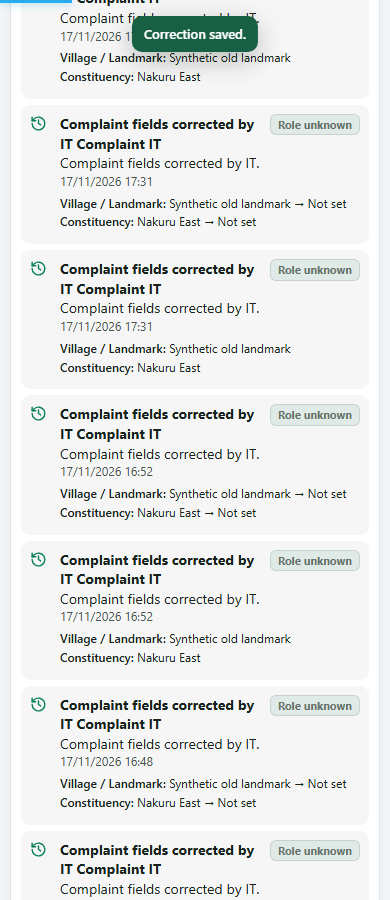 Complaint IT
Complaint fields corrected by IT.
Correction saved.
17/11/2026 17
Village / Landmark: Synthetic old landmark
Constituency: Nakuru East
Complaint fields corrected by
Role unknown
IT Complaint IT
Complaint fields corrected by IT.
17/11/2026 17:31
Village / Landmark: Synthetic old landmark → Not set
Constituency: Nakuru East → Not set
Complaint fields corrected by
Role unknown
IT Complaint IT
Complaint fields corrected by IT.
17/11/2026 17:31
Village / Landmark: Synthetic old landmark
Constituency: Nakuru East
Complaint fields corrected by
Role unknown
IT Complaint IT
Complaint fields corrected by IT.
17/11/2026 16:52
Village / Landmark: Synthetic old landmark → Not set
Constituency: Nakuru East → Not set
Complaint fields corrected by
Role unknown
IT Complaint IT
Complaint fields corrected by IT.
17/11/2026 16:52
Village / Landmark: Synthetic old landmark
Constituency: Nakuru East
Complaint fields corrected by
Role unknown
IT Complaint IT
Complaint fields corrected by IT.
17/11/2026 16:48
Village / Landmark: Synthetic old landmark → Not set
Constituency: Nakuru East → Not set
Complaint fields corrected by
Role unknown
IT Complaint IT
Complaint fields corrected by IT.